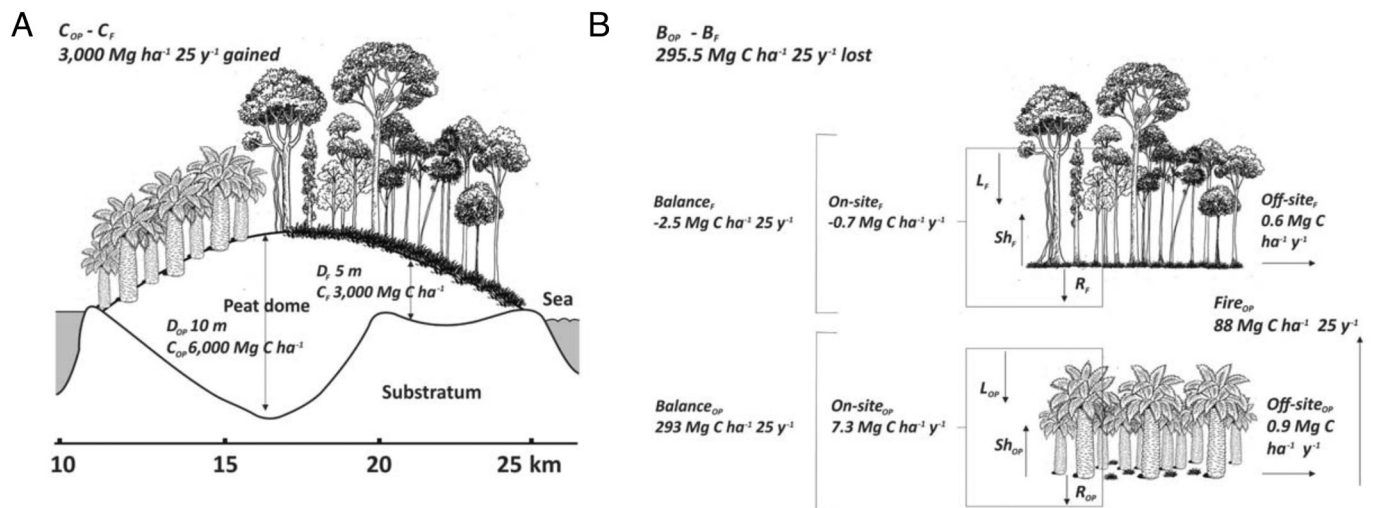 A
C_OP - C_F
3,000 Mg ha⁻¹ 25 y⁻¹ gained
D_F 5 m
C_F 3,000 Mg C ha⁻¹
Peat dome
Sea
D_OP 10 m
C_OP 6,000 Mg C ha⁻¹
Substratum
10 15 20 25 km
B
B_OP - B_F
295.5 Mg C ha⁻¹ 25 y⁻¹ lost
Balance_F
-2.5 Mg C ha⁻¹ 25 y⁻¹
On-site_F
-0.7 Mg C ha⁻¹ y⁻¹
L_F
Sh_F
R_F
Off-site_F
0.6 Mg C
ha⁻¹ y⁻¹
Fire_OP
88 Mg C ha⁻¹ 25 y⁻¹
Balance_OP
293 Mg C ha⁻¹ 25 y⁻¹
On-site_OP
7.3 Mg C ha⁻¹ y⁻¹
L_OP
Sh_OP
R_OP
Off-site_OP
0.9 Mg C
ha⁻¹ y⁻¹